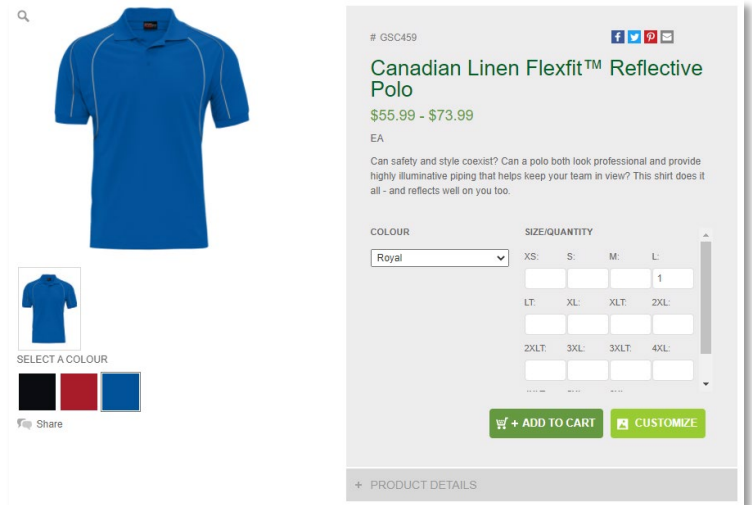 # GSC459
Canadian Linen Flexfit™ Reflective
Polo
$55.99 - $73.99
EA
Can safety and style coexist? Can a polo both look professional and provide
highly illuminative piping that helps keep your team in view? This shirt does it
all - and reflects well on you too.
COLOUR
SIZE/QUANTITY
Royal
XS: S: M: L:
1
LT: XL: XLT: 2XL:
2XLT: 3XL: 3XLT: 4XL:
SELECT A COLOUR
Share
+ ADD TO CART
CUSTOMIZE
+ PRODUCT DETAILS